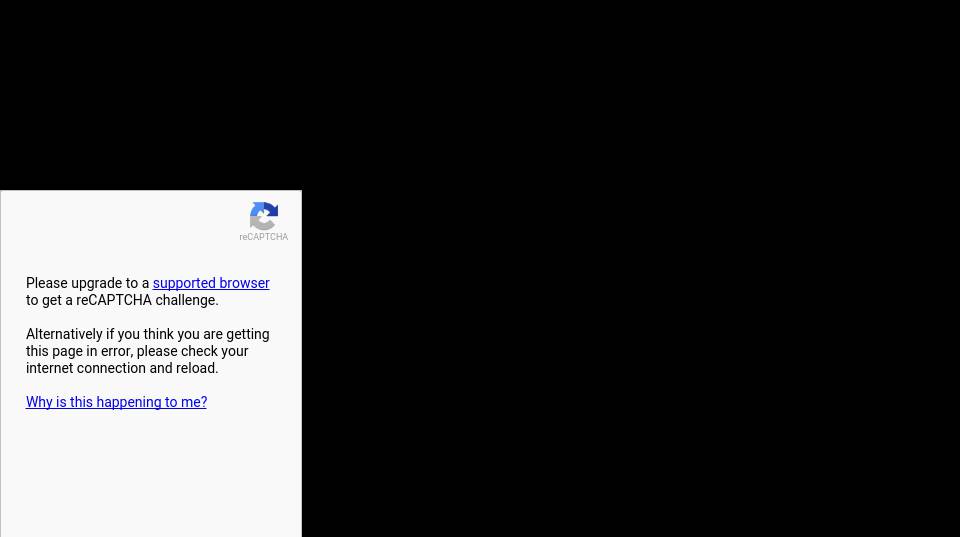 reCAPTCHA
Please upgrade to a supported browser
to get a reCAPTCHA challenge.
Alternatively if you think you are getting
this page in error, please check your
internet connection and reload.
Why is this happening to me?